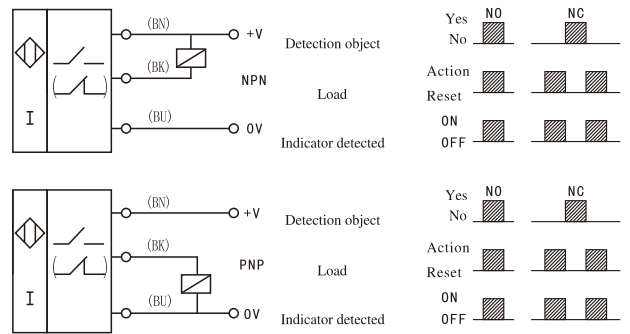 (BN)
+V
(BK)
NPN
I
(BU)
0V
Detection object
Load
Indicator detected
NO NC
Yes
No
Action
Reset
ON
OFF
(BN)
+V
(BK)
PNP
I
(BU)
0V
Detection object
Load
Indicator detected
NO NC
Yes
No
Action
Reset
ON
OFF